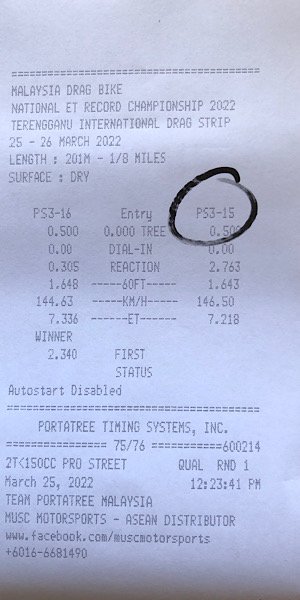 MALAYSIA DRAG BIKE
NATIONAL ET RECORD CHAMPIONSHIP 2022
TERENGGANU INTERNATIONAL DRAG STRIP
25 - 26 MARCH 2022
LENGTH : 201M - 1/8 MILES
SURFACE : DRY
PS3-16 Entry PS3-15
0.500 0.000 TREE 0.500
0.00 DIAL-IN 0.00
0.305 REACTION 2.763
1.648 -----60FT----- 1.643
144.63 -----KM/H----- 146.50
7.336 ------ET------ 7.218
WINNER
2.340 FIRST
STATUS
Autostart Disabled
PORTATREE TIMING SYSTEMS, INC.
=============== 75/76 ===========600214
2T<150CC PRO STREET QUAL RND 1
March 25, 2022 12:23:41 PM
TEAM PORTATREE MALAYSIA
MUSC MOTORSPORTS - ASEAN DISTRIBUTOR
www.facebook.com/muscmotorsports
+6016-6681490